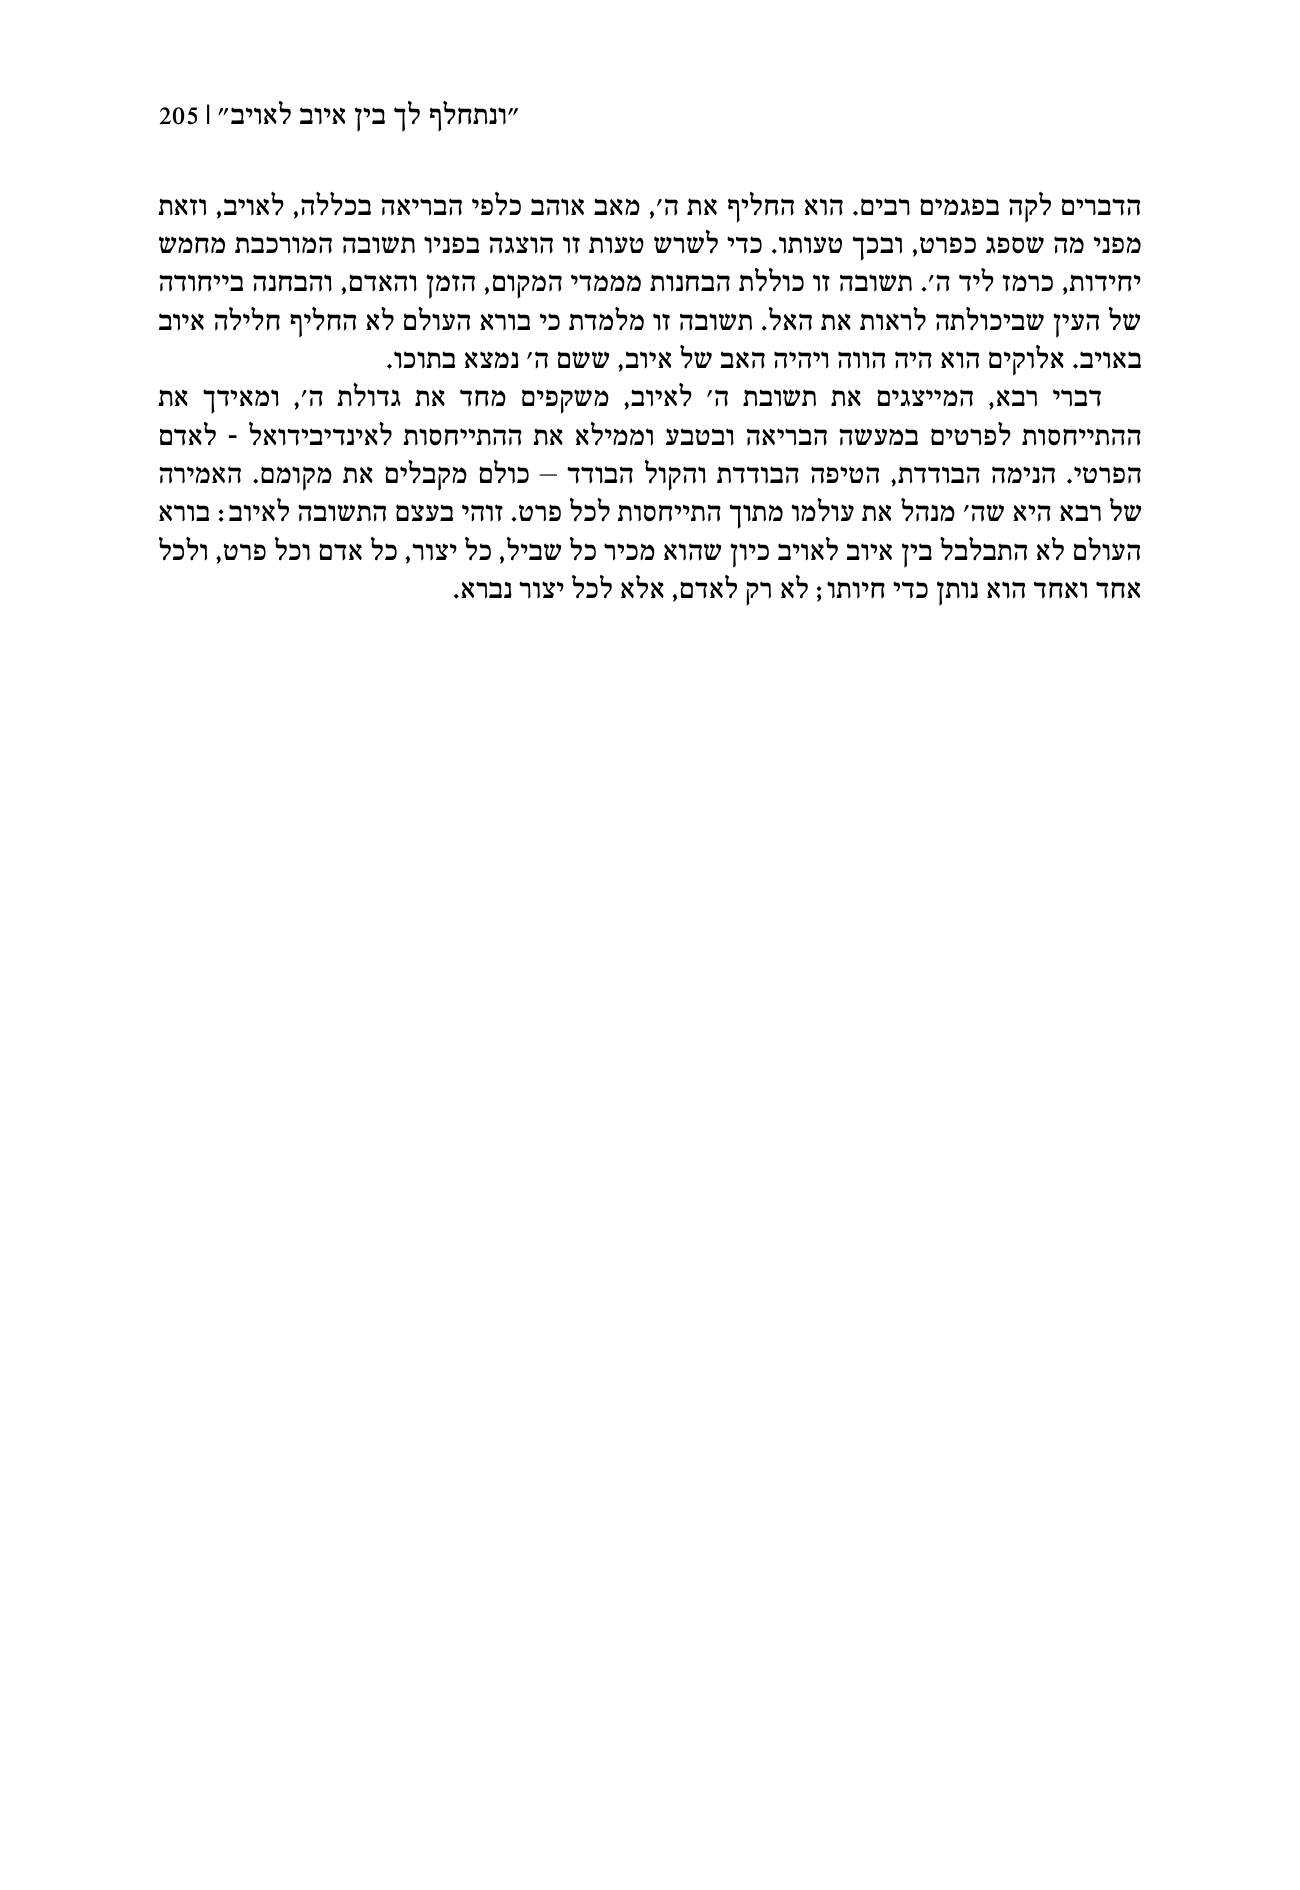 ״ונתחלף לך בין איוב לאויב״ | 205
הדברים לקה בפגמים רבים. הוא החליף את ה׳, מאב אוהב כלפי הבריאה בכללה, לאויב, וזאת
מפני מה שספג כפרט, ובכך טעותו. כדי לשרש טעות זו הוצגה בפניו תשובה המורכבת מחמש
יחידות, כרמז ליד ה׳. תשובה זו כוללת הבחנות מממדי המקום, הזמן והאדם, והבחנה בייחודה
של העין שביכולתה לראות את האל. תשובה זו מלמדת כי בורא העולם לא החליף חלילה איוב
באויב. אלוקים הוא היה הווה ויהיה האב של איוב, ששם ה׳ נמצא בתוכו.
דברי רבא, המייצגים את תשובת ה׳ לאיוב, משקפים מחד את גדולת ה׳, ומאידך את
ההתייחסות לפרטים במעשה הבריאה ובטבע וממילא את ההתייחסות לאינדיבידואל - לאדם
הפרטי. הנימה הבודדת, הטיפה הבודדת והקול הבודד – כולם מקבלים את מקומם. האמירה
של רבא היא שה׳ מנהל את עולמו מתוך התייחסות לכל פרט. זוהי בעצם התשובה לאיוב: בורא
העולם לא התבלבל בין איוב לאויב כיון שהוא מכיר כל שביל, כל יצור, כל אדם וכל פרט, ולכל
אחד ואחד הוא נותן כדי חיותו; לא רק לאדם, אלא לכל יצור נברא.